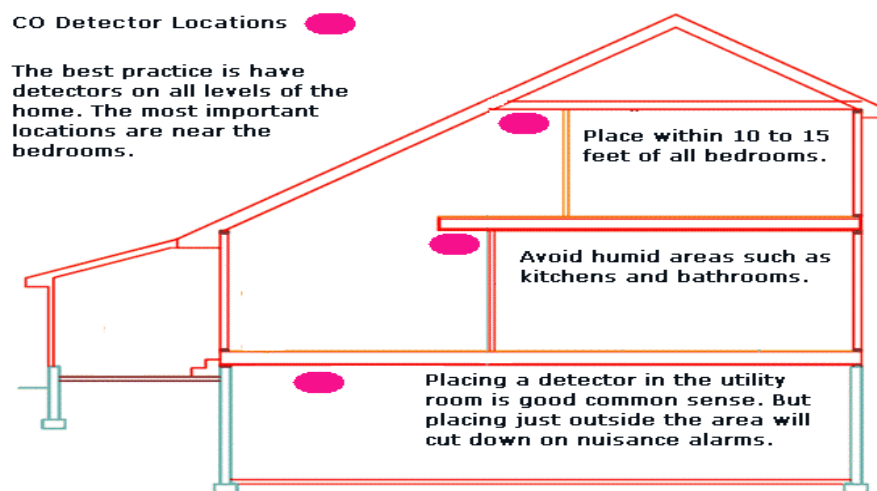 CO Detector Locations
The best practice is have
detectors on all levels of the
home. The most important
locations are near the
bedrooms.
Place within 10 to 15
feet of all bedrooms.
Avoid humid areas such as
kitchens and bathrooms.
Placing a detector in the utility
room is good common sense. But
placing just outside the area will
cut down on nuisance alarms.